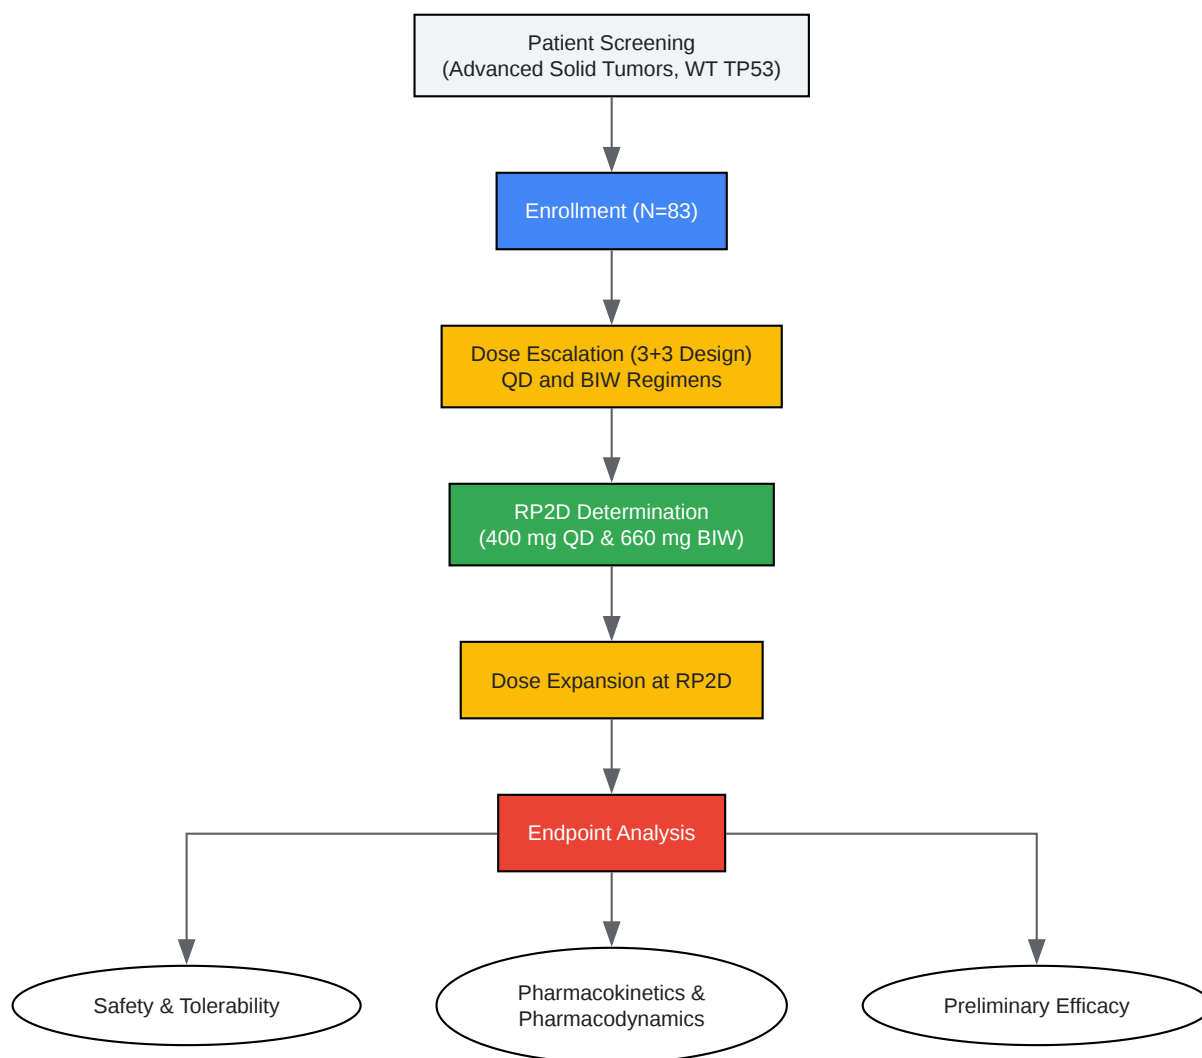 Patient Screening
(Advanced Solid Tumors, WT TP53)
Enrollment (N=83)
Dose Escalation (3+3 Design)
QD and BIW Regimens
RP2D Determination
(400 mg QD & 660 mg BIW)
Dose Expansion at RP2D
Endpoint Analysis
Safety & Tolerability
Pharmacokinetics &
Pharmacodynamics
Preliminary Efficacy